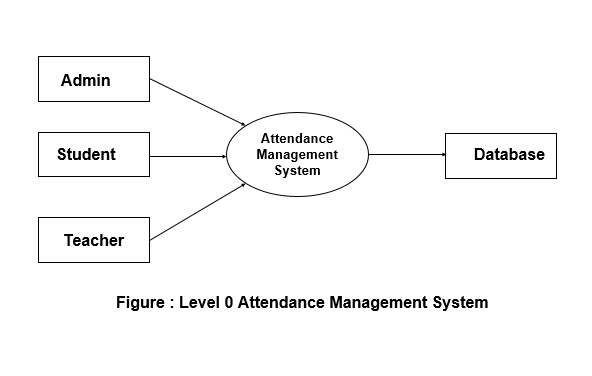 Admin
Student
Teacher
Attendance
Management
System
Database
Figure : Level 0 Attendance Management System